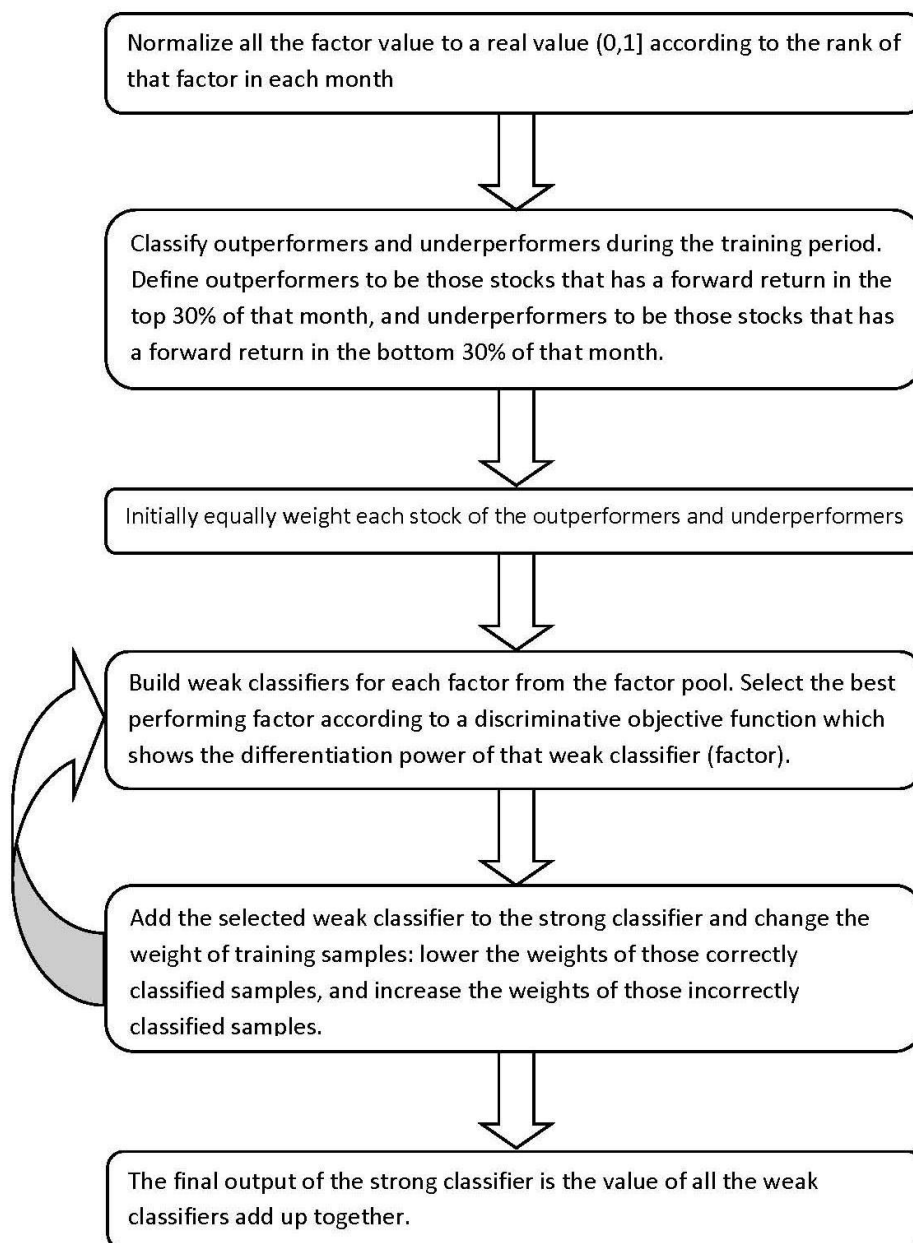 Normalize all the factor value to a real value (0,1] according to the rank of
that factor in each month
Classify outperformers and underperformers during the training period.
Define outperformers to be those stocks that has a forward return in the
top 30% of that month, and underperformers to be those stocks that has
a forward return in the bottom 30% of that month.
Initially equally weight each stock of the outperformers and underperformers
Build weak classifiers for each factor from the factor pool. Select the best
performing factor according to a discriminative objective function which
shows the differentiation power of that weak classifier (factor).
Add the selected weak classifier to the strong classifier and change the
weight of training samples: lower the weights of those correctly
classified samples, and increase the weights of those incorrectly
classified samples.
The final output of the strong classifier is the value of all the weak
classifiers add up together.